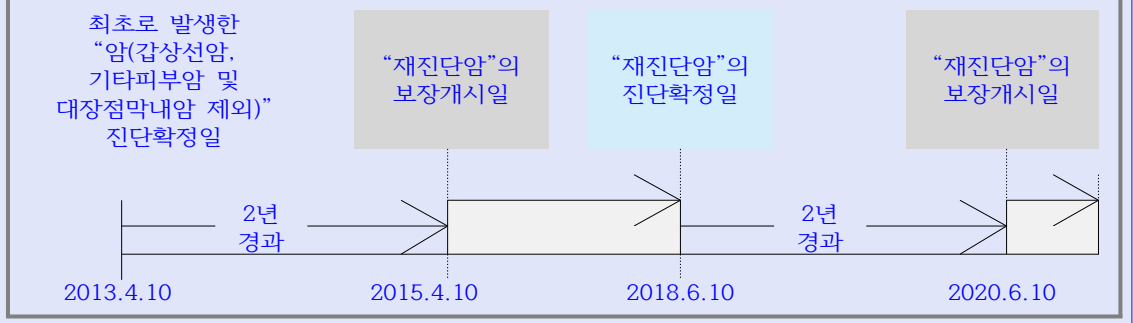 최초로 발생한
“암(갑상선암,
기타피부암 및
대장점막내암 제외)”
진단확정일
“재진단암”의
보장개시일
“재진단암”의
진단확정일
“재진단암”의
보장개시일
2년
경과
2년
경과
2013.4.10
2015.4.10
2018.6.10
2020.6.10